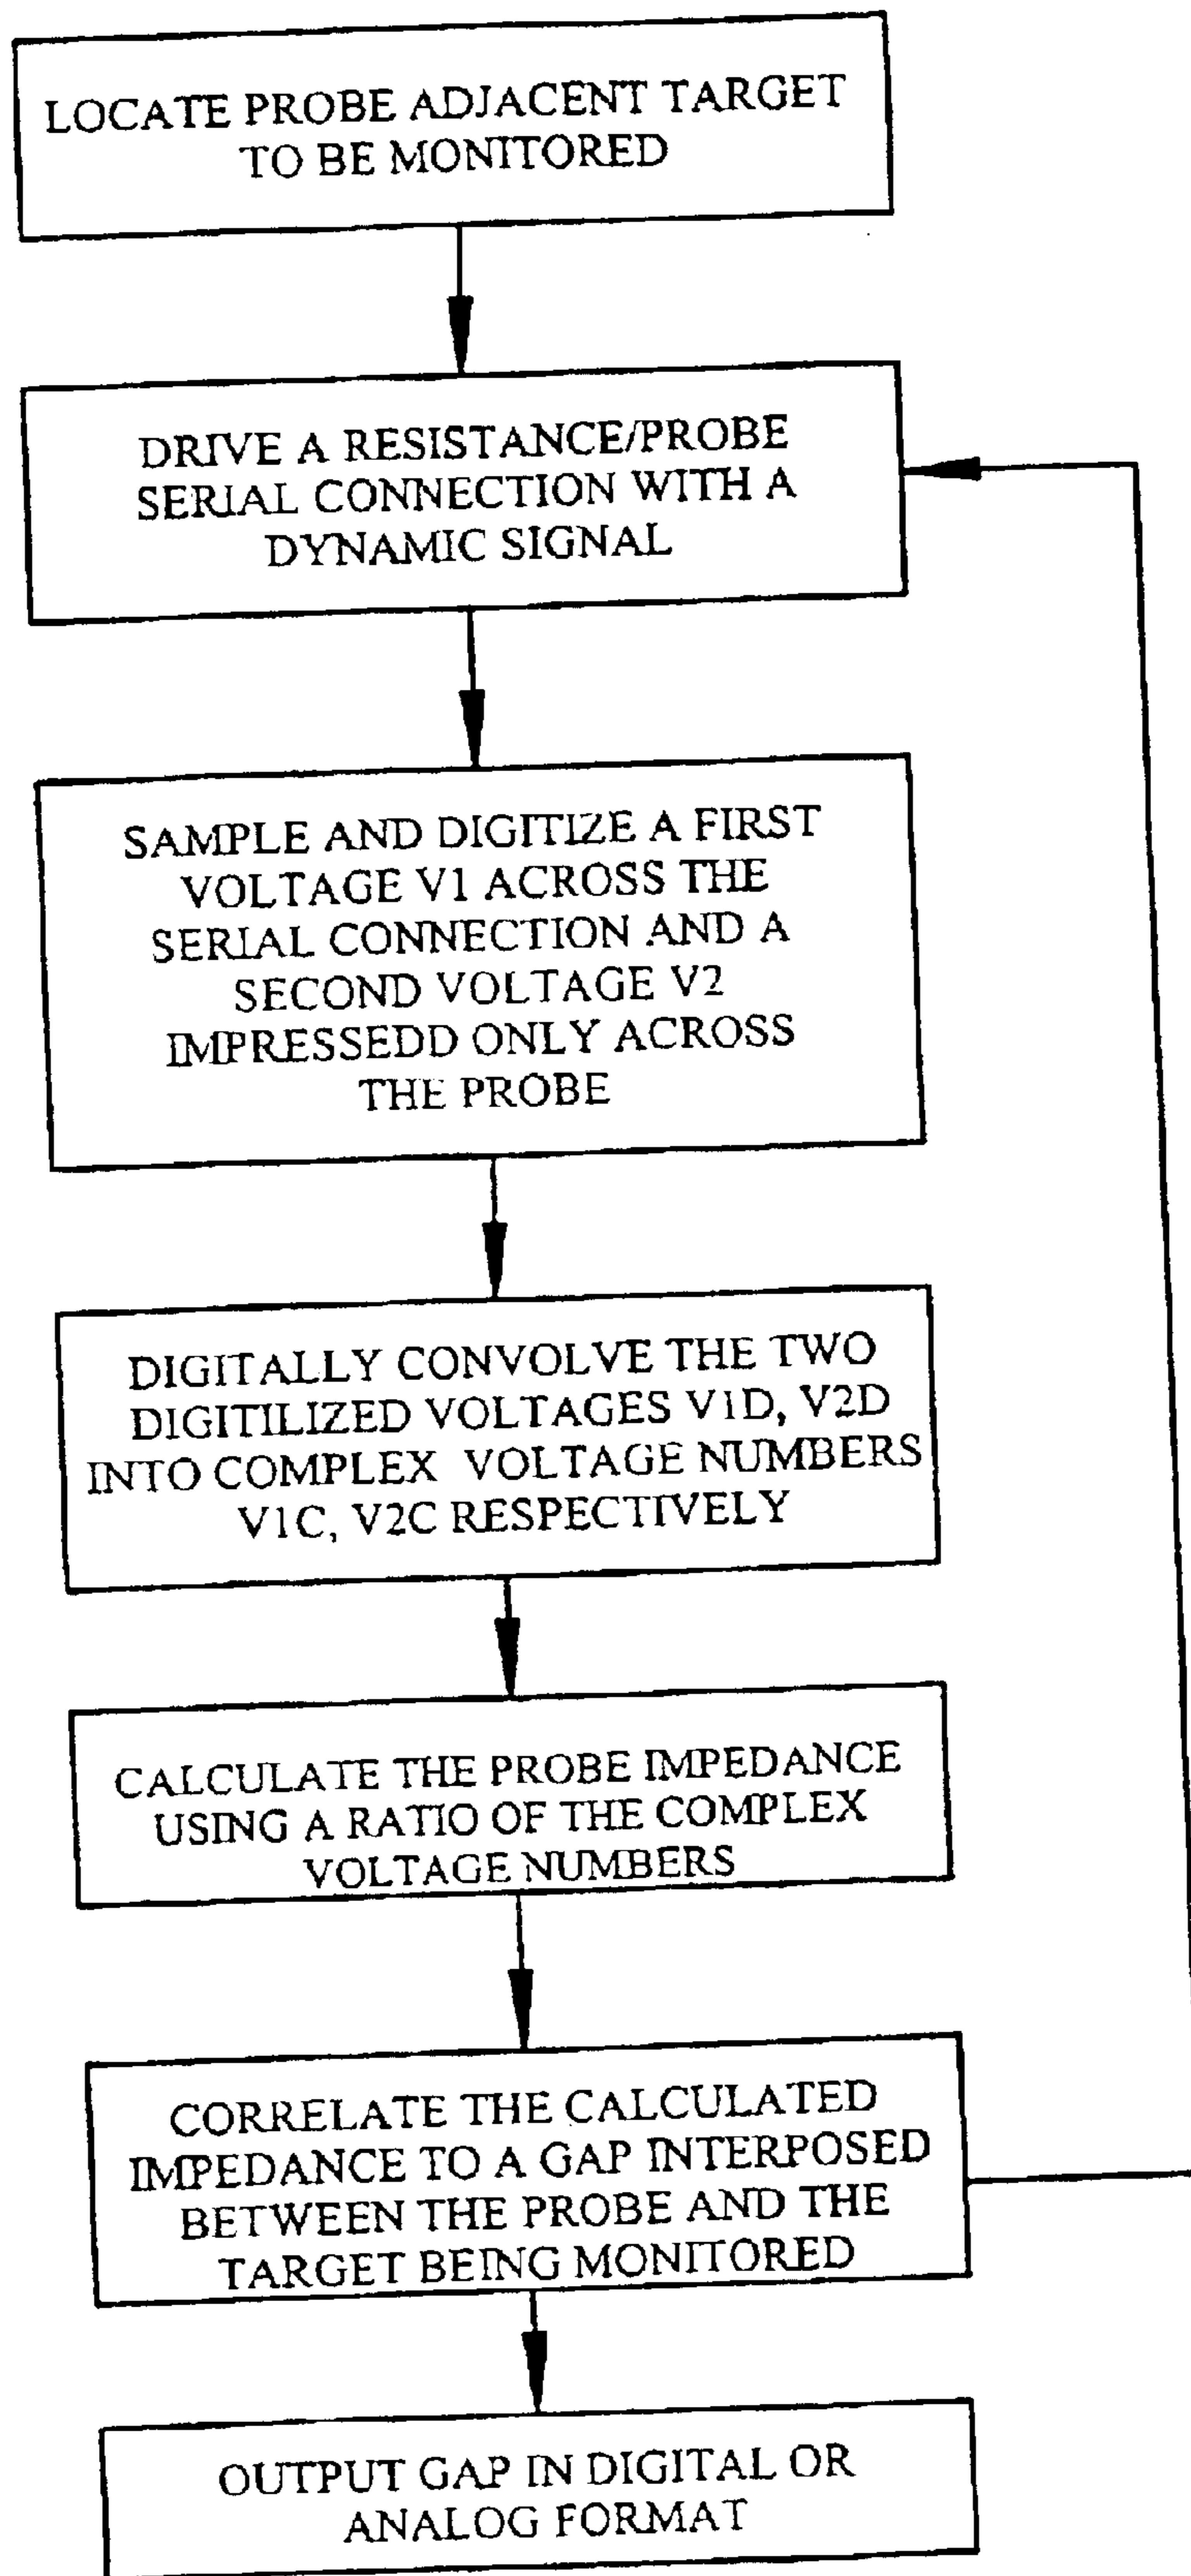 LOCATE PROBE ADJACENT TARGET
TO BE MONITORED
DRIVE A RESISTANCE/PROBE
SERIAL CONNECTION WITH A
DYNAMIC SIGNAL
SAMPLE AND DIGITIZE A FIRST
VOLTAGE V1 ACROSS THE
SERIAL CONNECTION AND A
SECOND VOLTAGE V2
IMPRESSEDD ONLY ACROSS
THE PROBE
DIGITALLY CONVOLVE THE TWO
DIGITILIZED VOLTAGES V1D, V2D
INTO COMPLEX VOLTAGE NUMBERS
V1C, V2C RESPECTIVELY
CALCULATE THE PROBE IMPEDANCE
USING A RATIO OF THE COMPLEX
VOLTAGE NUMBERS
CORRELATE THE CALCULATED
IMPEDANCE TO A GAP INTERPOSED
BETWEEN THE PROBE AND THE
TARGET BEING MONITORED
OUTPUT GAP IN DIGITAL OR
ANALOG FORMAT